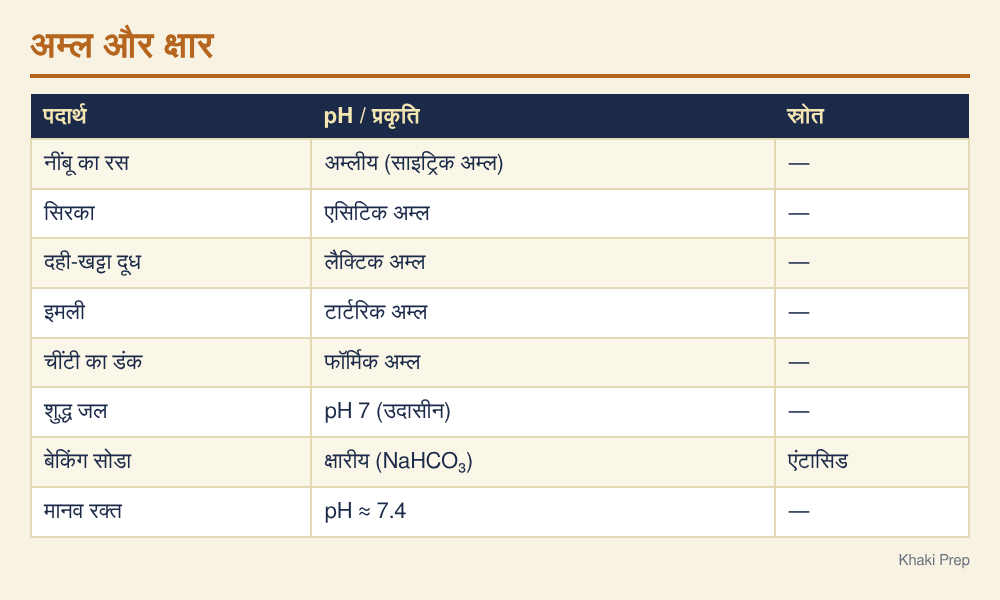 अम्ल और क्षार
पदार्थ pH / प्रकृति स्रोत
नींबू का रस अम्लीय (साइट्रिक अम्ल) —
सिरका एसिटिक अम्ल —
दही-खट्टा दूध लैक्टिक अम्ल —
इमली टार्टरिक अम्ल —
चींटी का डंक फॉर्मिक अम्ल —
शुद्ध जल pH 7 (उदासीन) —
बेकिंग सोडा क्षारीय (NaHCO₃) एंटासिड
मानव रक्त pH ≈ 7.4 —
Khaki Prep